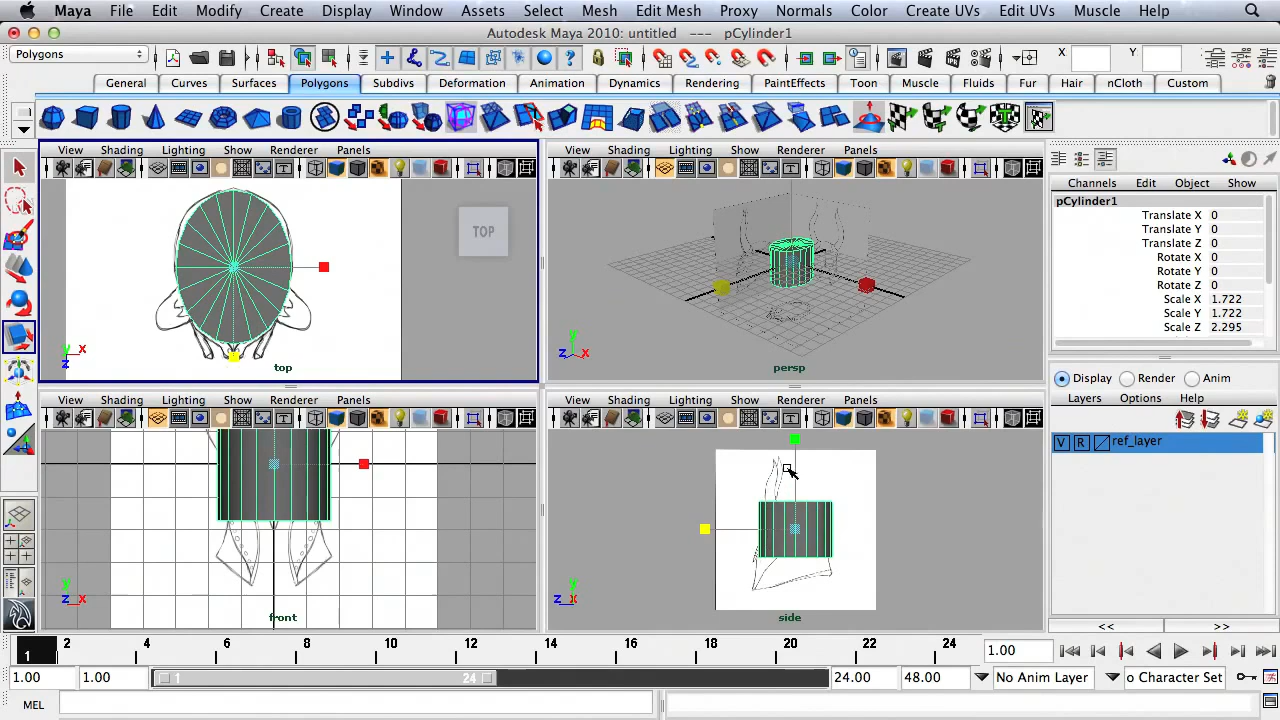 Maya File Edit Modify Create Display Window Assets Select Mesh Edit Mesh Proxy Normals Color Create UVs Edit UVs Muscle Help
Autodesk Maya 2010: untitled --- pCylinder1
Polygons X Y
General Curves Surfaces Polygons Subdivs Deformation Animation Dynamics Rendering PaintEffects Toon Muscle Fluids Fur Hair nCloth Custom
View Shading Lighting Show Renderer Panels
View Shading Lighting Show Renderer Panels
Channels Edit Object Show
pCylinder1
Translate X 0
Translate Y 0
Translate Z 0
Rotate X 0
Rotate Y 0
Rotate Z 0
Scale X 1.722
Scale Y 1.722
Scale Z 2.295
TOP
y x z
top
y z x
persp
Display Render Anim
Layers Options Help
V R ref_layer
<< >>
View Shading Lighting Show Renderer Panels
View Shading Lighting Show Renderer Panels
y z x
front
y z x
side
1 2 4 6 8 10 12 14 16 18 20 22 24
1.00
1.00 1.00 1 24 24.00 48.00 No Anim Layer o Character Set
MEL